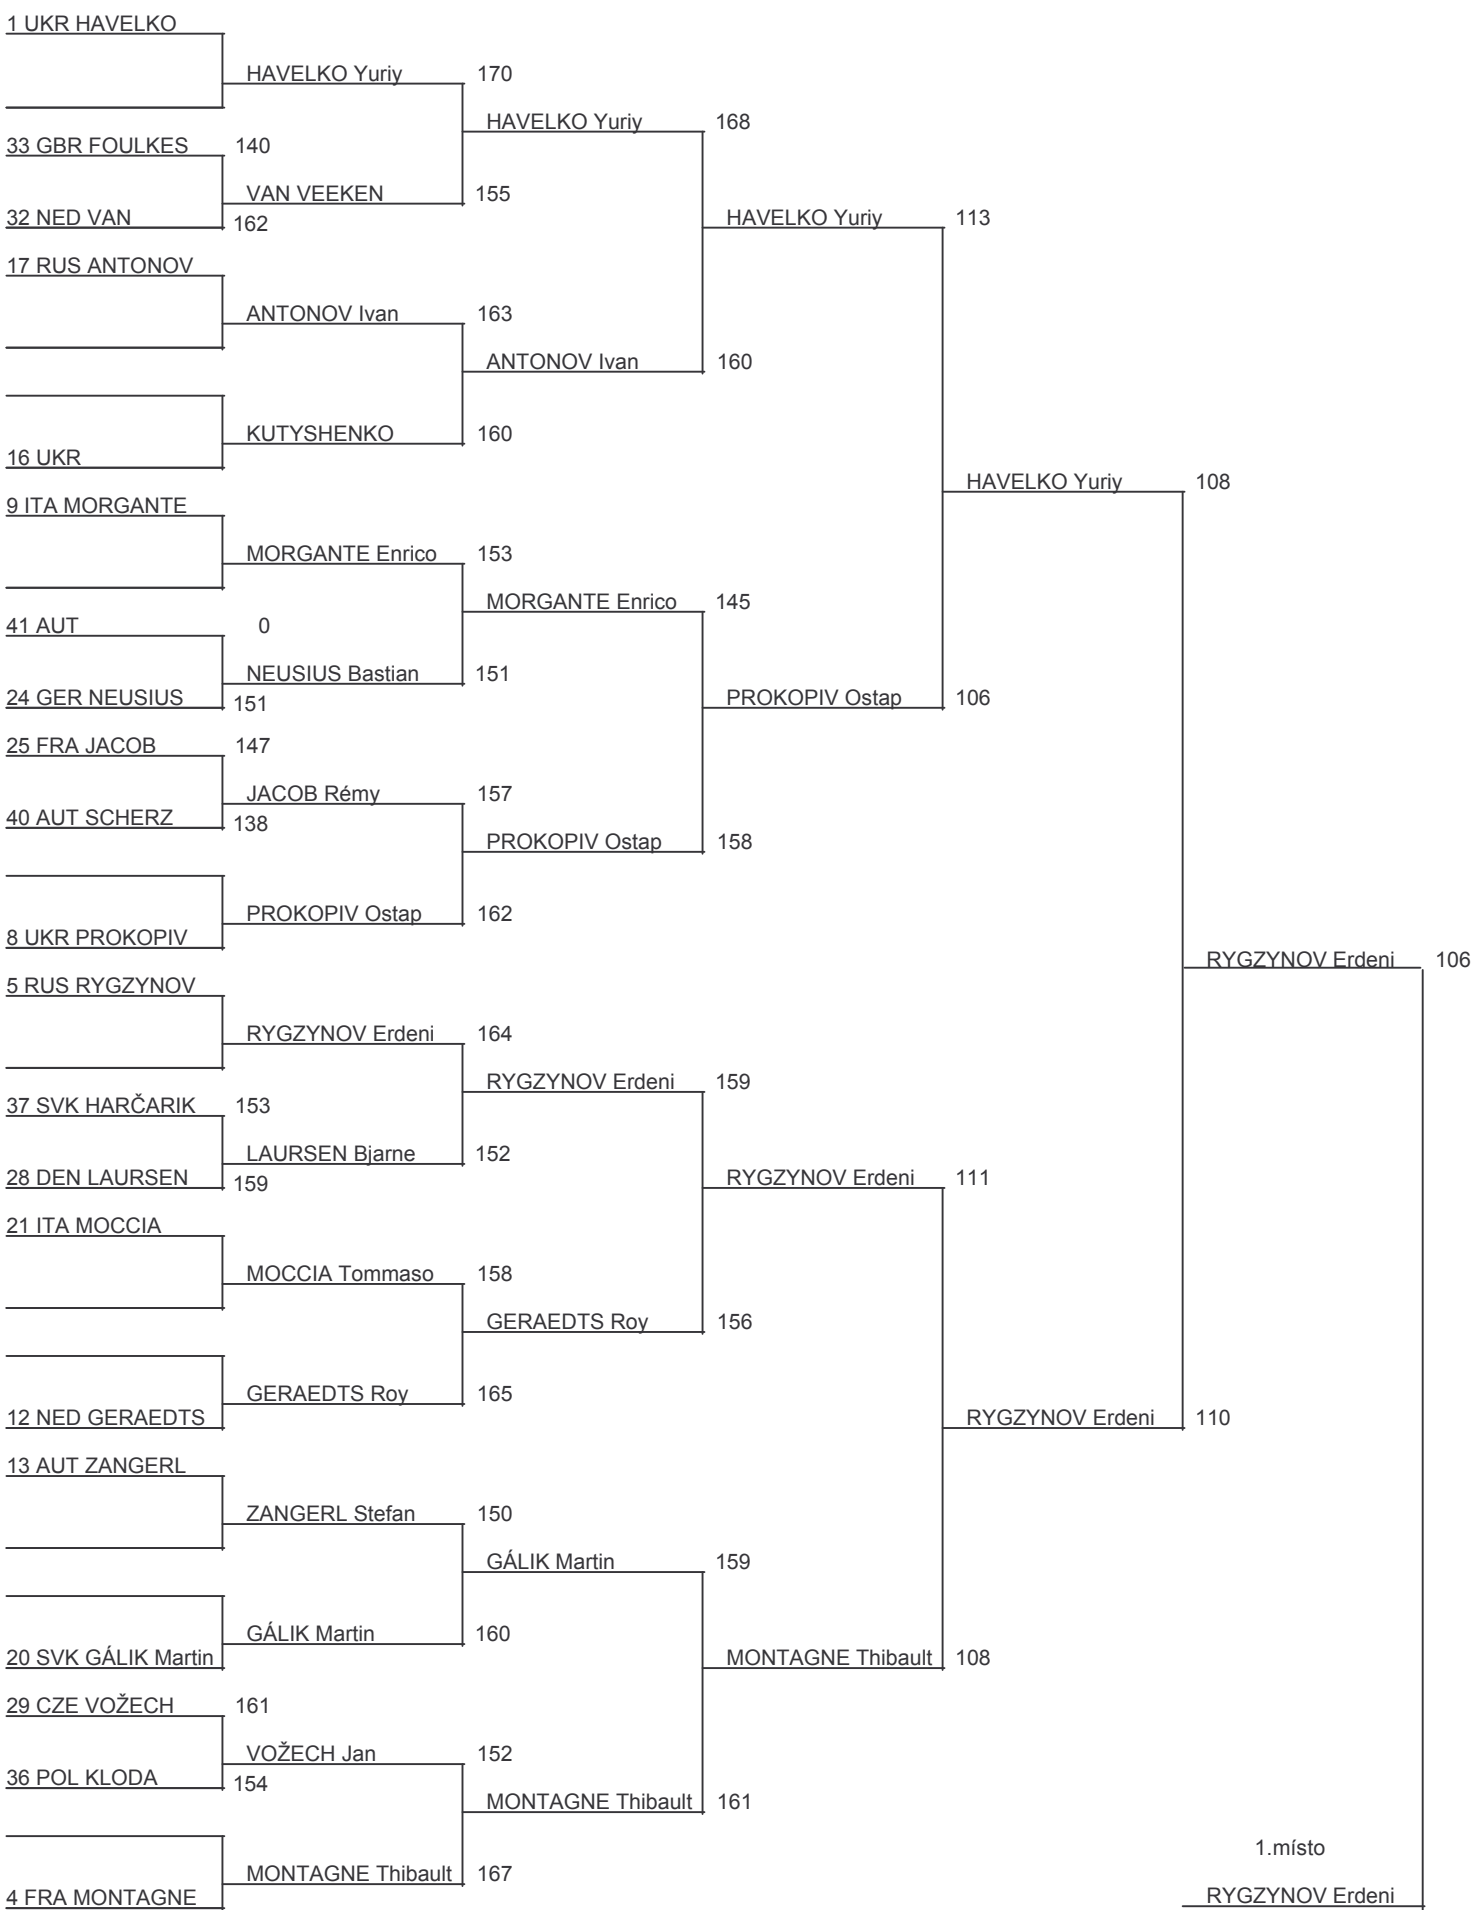 1 UKR HAVELKO
HAVELKO Yuriy 170
HAVELKO Yuriy 168
33 GBR FOULKES 140
VAN VEEKEN 155
32 NED VAN 162
HAVELKO Yuriy 113
17 RUS ANTONOV
ANTONOV Ivan 163
ANTONOV Ivan 160
KUTYSHENKO 160
16 UKR
HAVELKO Yuriy 108
9 ITA MORGANTE
MORGANTE Enrico 153
MORGANTE Enrico 145
41 AUT 0
NEUSIUS Bastian 151
24 GER NEUSIUS 151
PROKOPIV Ostap 106
25 FRA JACOB 147
JACOB Rémy 157
40 AUT SCHERZ 138
PROKOPIV Ostap 158
PROKOPIV Ostap 162
8 UKR PROKOPIV
RYGZYNOV Erdeni 106
5 RUS RYGZYNOV
RYGZYNOV Erdeni 164
RYGZYNOV Erdeni 159
37 SVK HARČARIK 153
LAURSEN Bjarne 152
28 DEN LAURSEN 159
RYGZYNOV Erdeni 111
21 ITA MOCCIA
MOCCIA Tommaso 158
GERAEDTS Roy 156
GERAEDTS Roy 165
12 NED GERAEDTS
RYGZYNOV Erdeni 110
13 AUT ZANGERL
ZANGERL Stefan 150
GÁLIK Martin 159
GÁLIK Martin 160
20 SVK GÁLIK Martin
MONTAGNE Thibault 108
29 CZE VOŽECH 161
VOŽECH Jan 152
36 POL KLODA 154
MONTAGNE Thibault 161
1.místo
MONTAGNE Thibault 167
4 FRA MONTAGNE
RYGZYNOV Erdeni